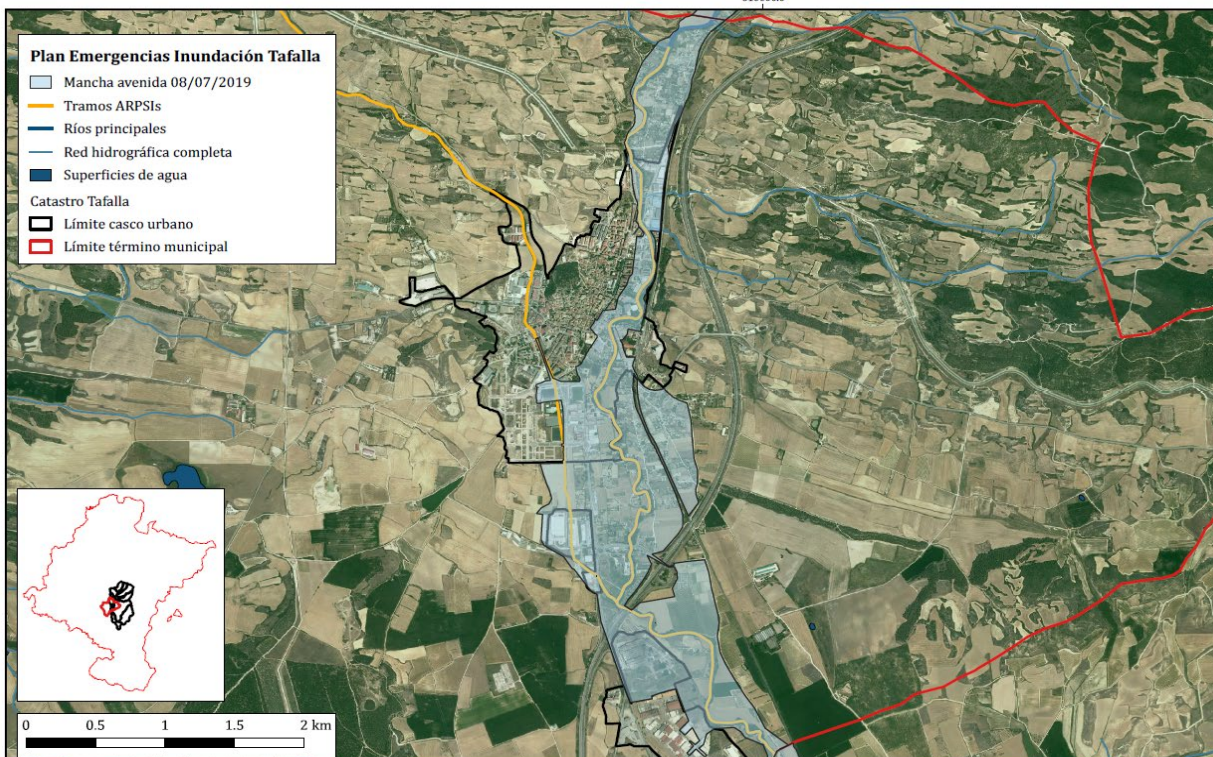 Plan Emergencias Inundación Tafalla
Mancha avenida 08/07/2019
Tramos ARPSIs
Ríos principales
Red hidrográfica completa
Superficies de agua
Catastro Tafalla
Límite casco urbano
Límite término municipal
0 0.5 1 1.5 2 km